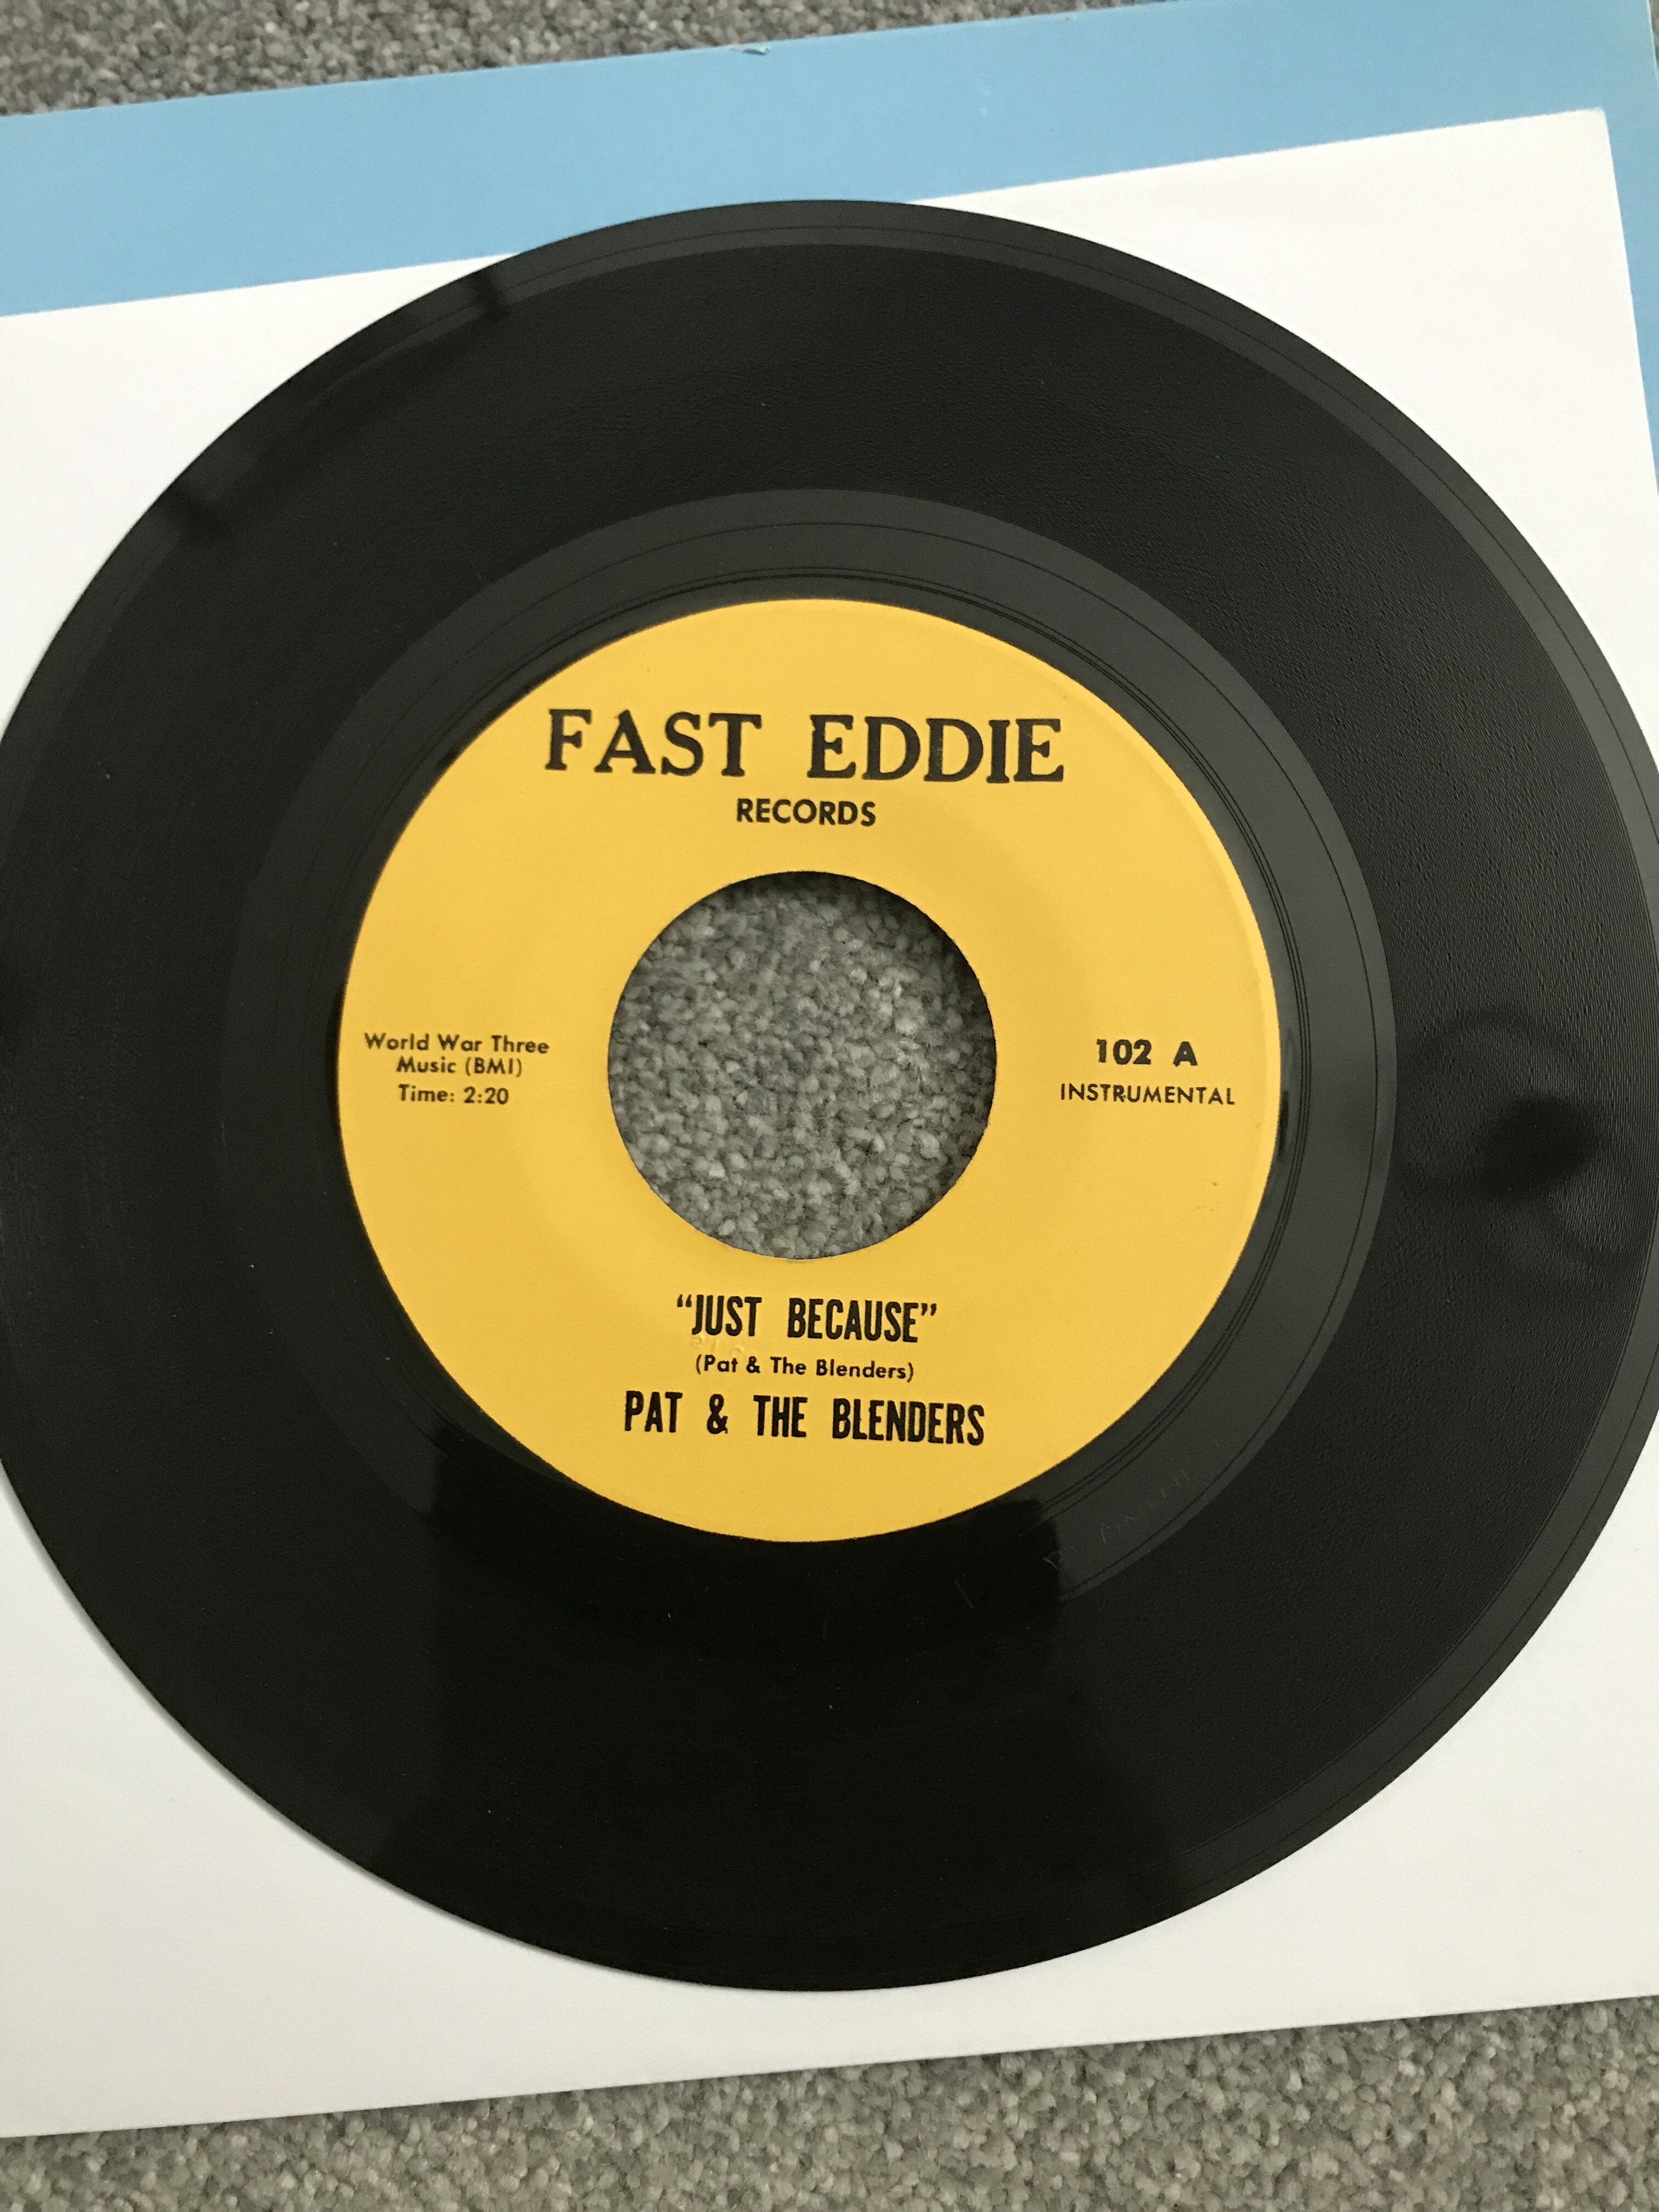 FAST EDDIE
RECORDS
World War Three
Music (BMI)
Time: 2:20
102 A
INSTRUMENTAL
“JUST BECAUSE”
(Pat & The Blenders)
PAT & THE BLENDERS